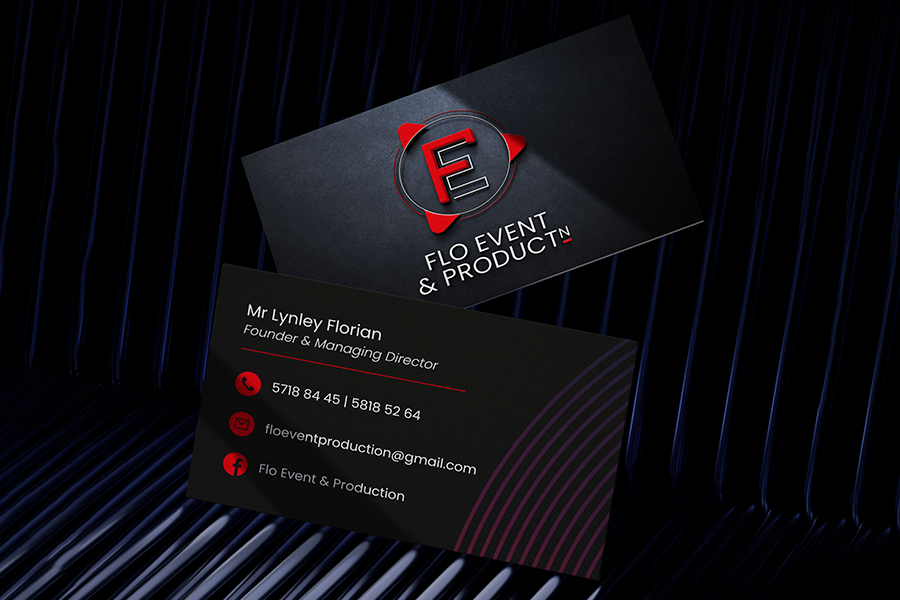 FE
FLO EVENT
& PRODUCTN
Mr Lynley Florian
Founder & Managing Director
5718 84 45 | 5818 52 64
floeventproduction@gmail.com
Flo Event & Production